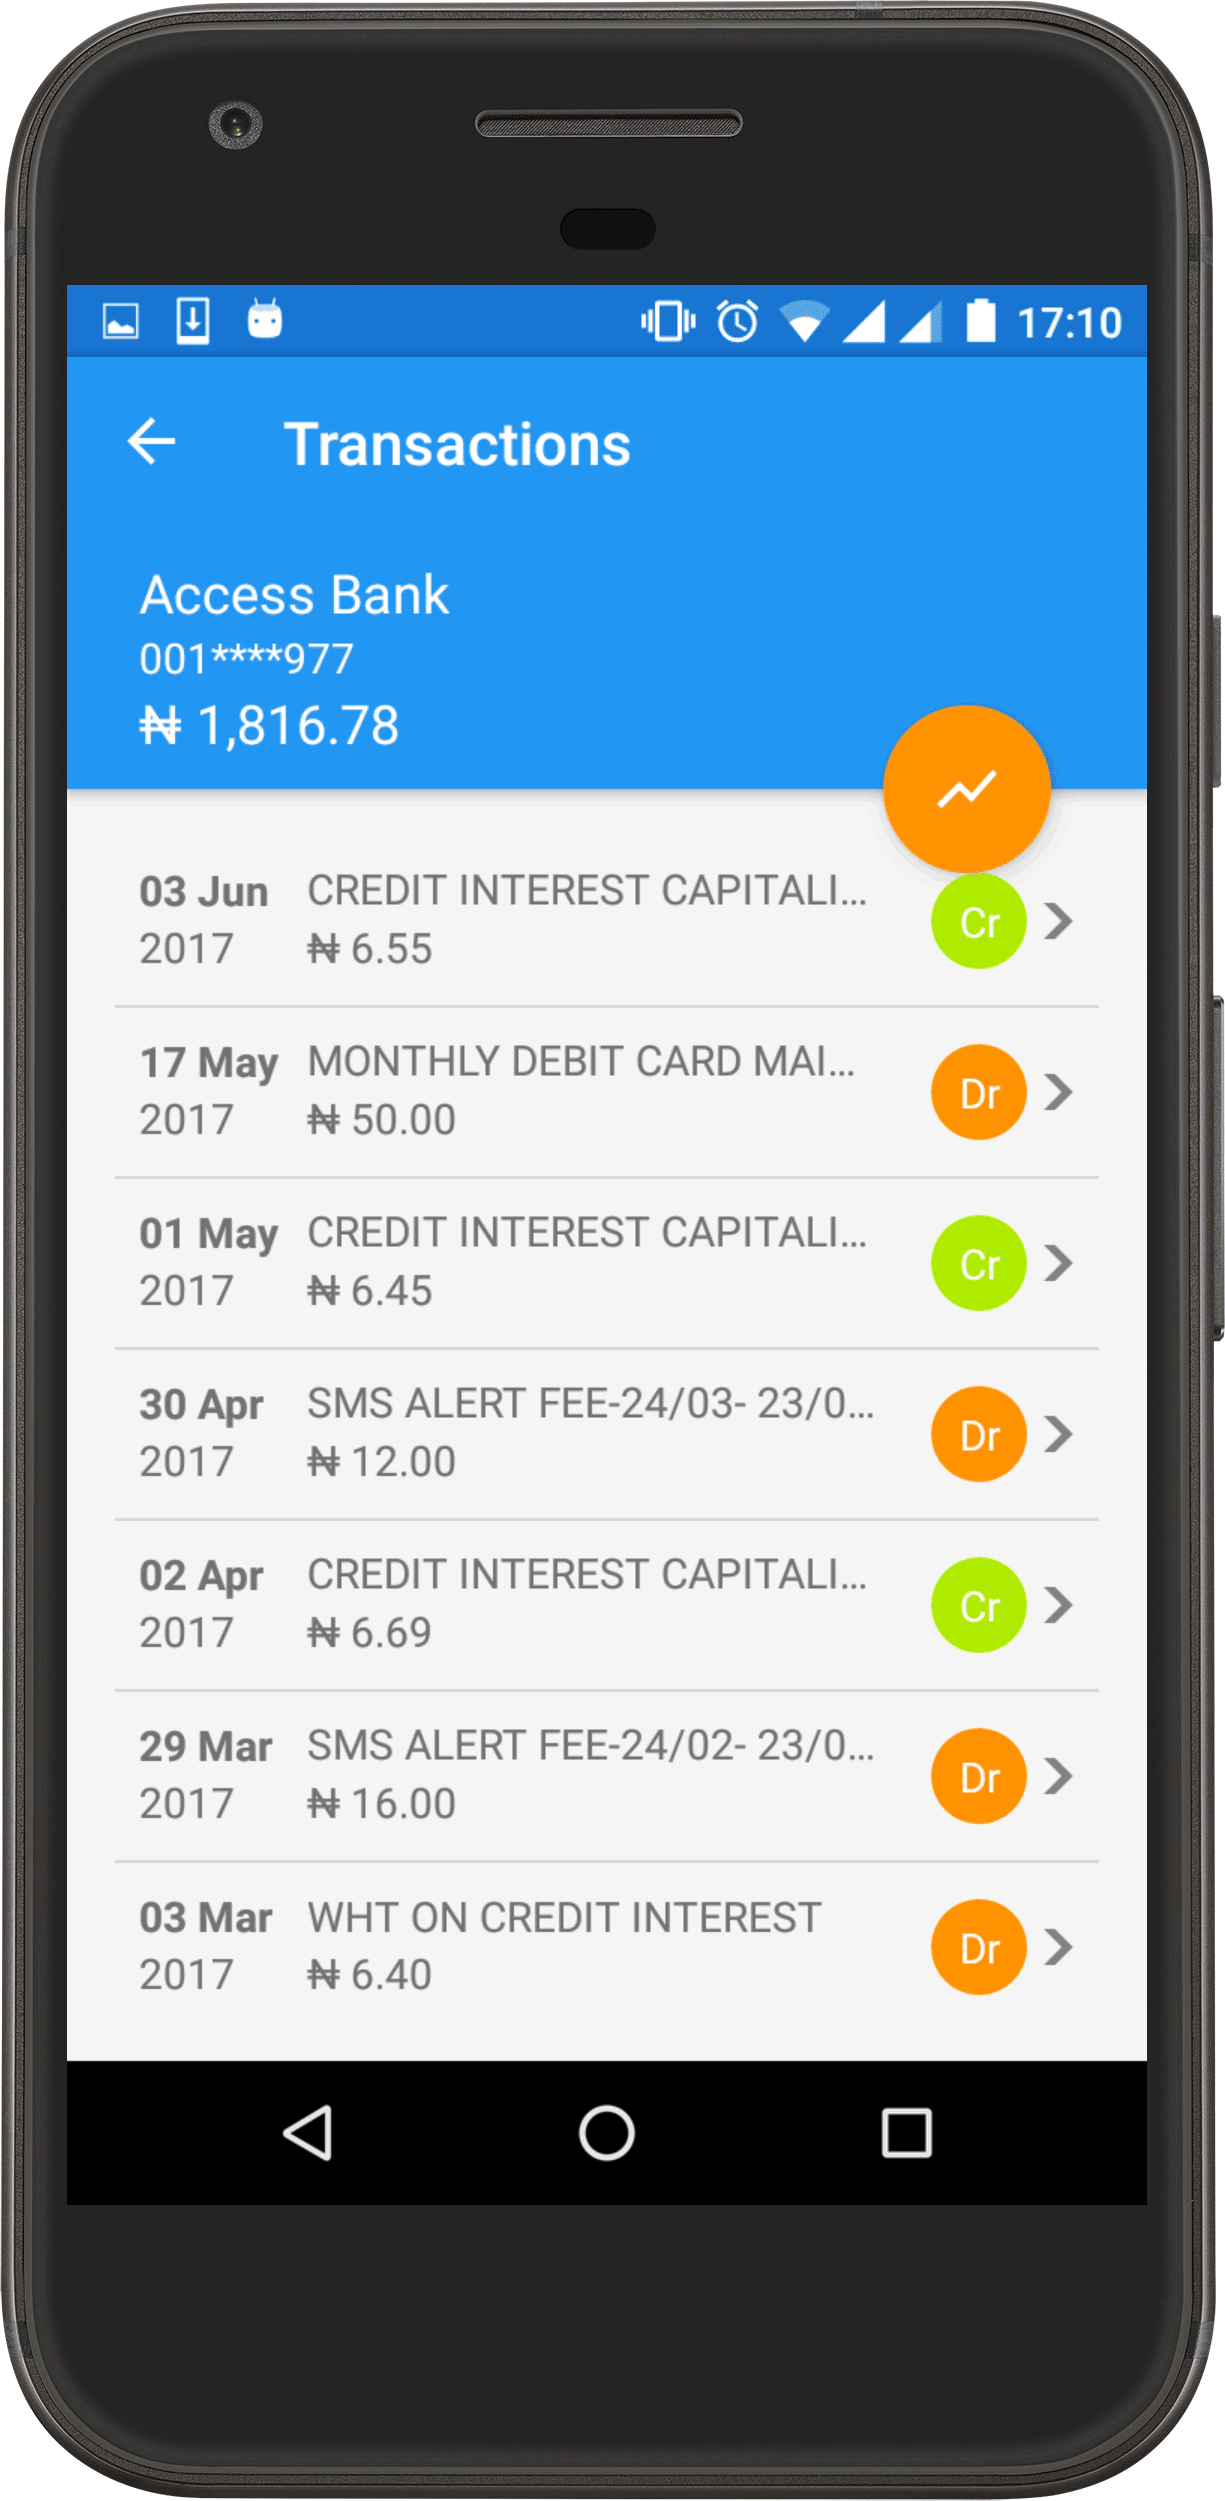 17:10
Transactions
Access Bank
001****977
₦ 1,816.78
03 Jun CREDIT INTEREST CAPITALI... Cr
2017 ₦ 6.55
17 May MONTHLY DEBIT CARD MAI... Dr
2017 ₦ 50.00
01 May CREDIT INTEREST CAPITALI... Cr
2017 ₦ 6.45
30 Apr SMS ALERT FEE-24/03- 23/0... Dr
2017 ₦ 12.00
02 Apr CREDIT INTEREST CAPITALI... Cr
2017 ₦ 6.69
29 Mar SMS ALERT FEE-24/02- 23/0... Dr
2017 ₦ 16.00
03 Mar WHT ON CREDIT INTEREST Dr
2017 ₦ 6.40